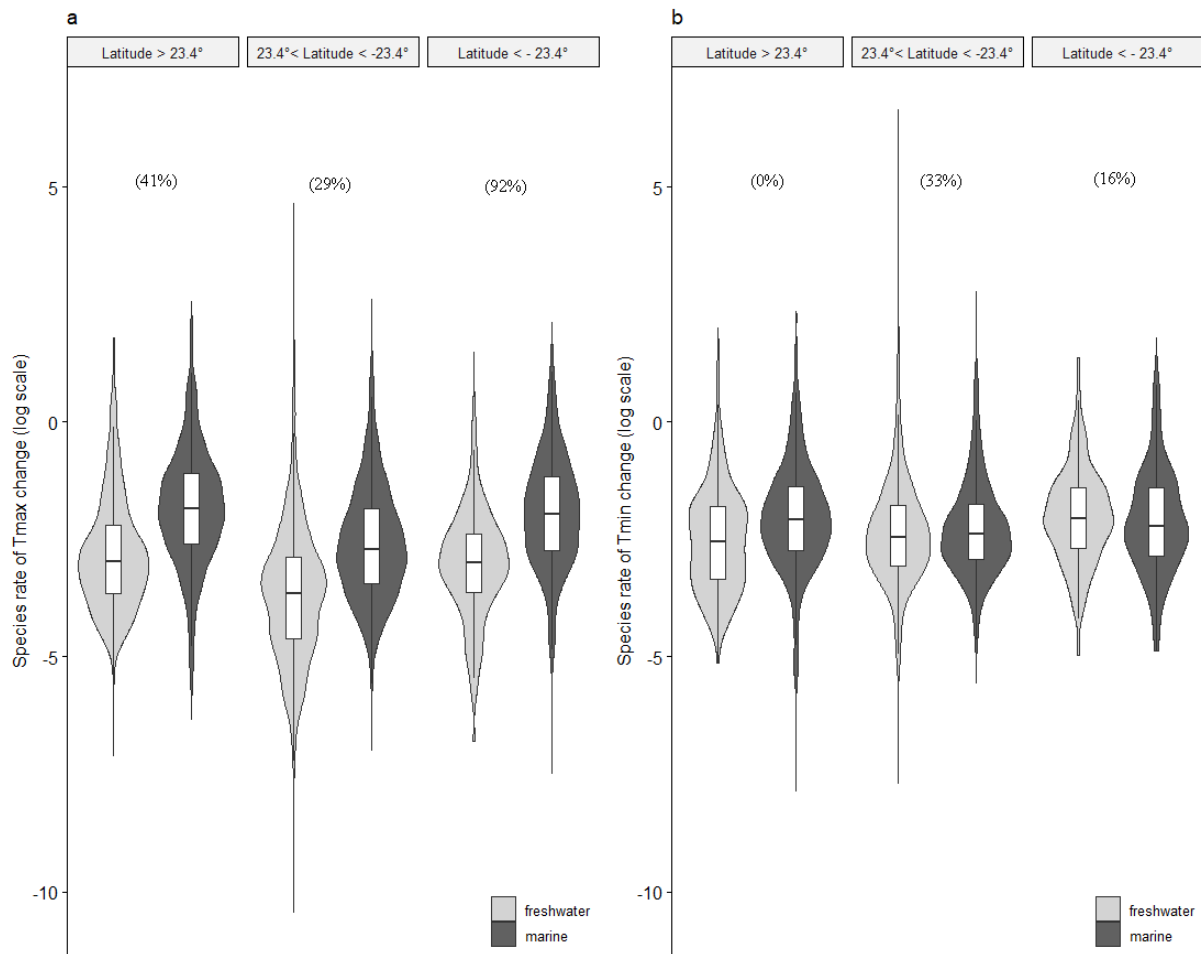 a
Latitude > 23.4°
23.4°< Latitude < -23.4°
Latitude < - 23.4°
(41%)
(29%)
(92%)
5
0
-5
-10
Species rate of Tmax change (log scale)
freshwater
marine
b
Latitude > 23.4°
23.4°< Latitude < -23.4°
Latitude < - 23.4°
(0%)
(33%)
(16%)
5
0
-5
-10
Species rate of Tmin change (log scale)
freshwater
marine